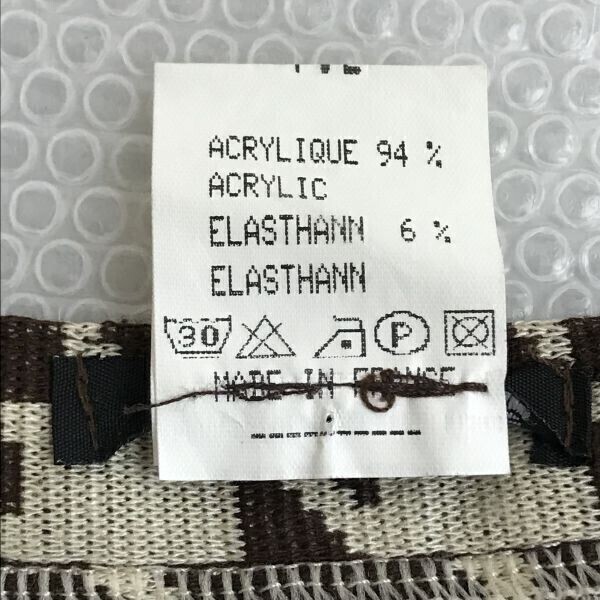 ACRYLIQUE 94 %
ACRYLIC
ELASTHANN 6 %
ELASTHANN
30 P
MADE IN FRANCE